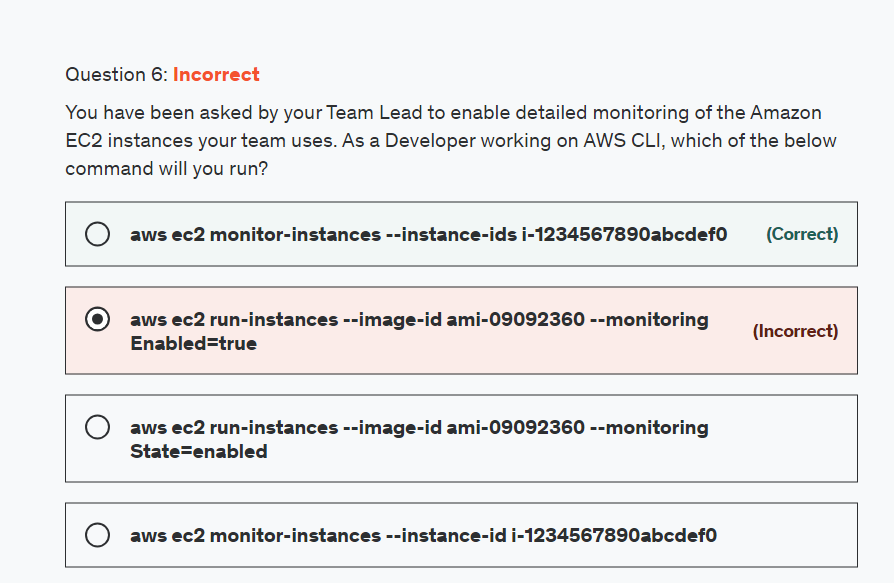 Question 6: Incorrect
You have been asked by your Team Lead to enable detailed monitoring of the Amazon
EC2 instances your team uses. As a Developer working on AWS CLI, which of the below
command will you run?
aws ec2 monitor-instances --instance-ids i-1234567890abcdef0 (Correct)
aws ec2 run-instances --image-id ami-09092360 --monitoring
Enabled=true
(Incorrect)
aws ec2 run-instances --image-id ami-09092360 --monitoring
State=enabled
aws ec2 monitor-instances --instance-id i-1234567890abcdef0